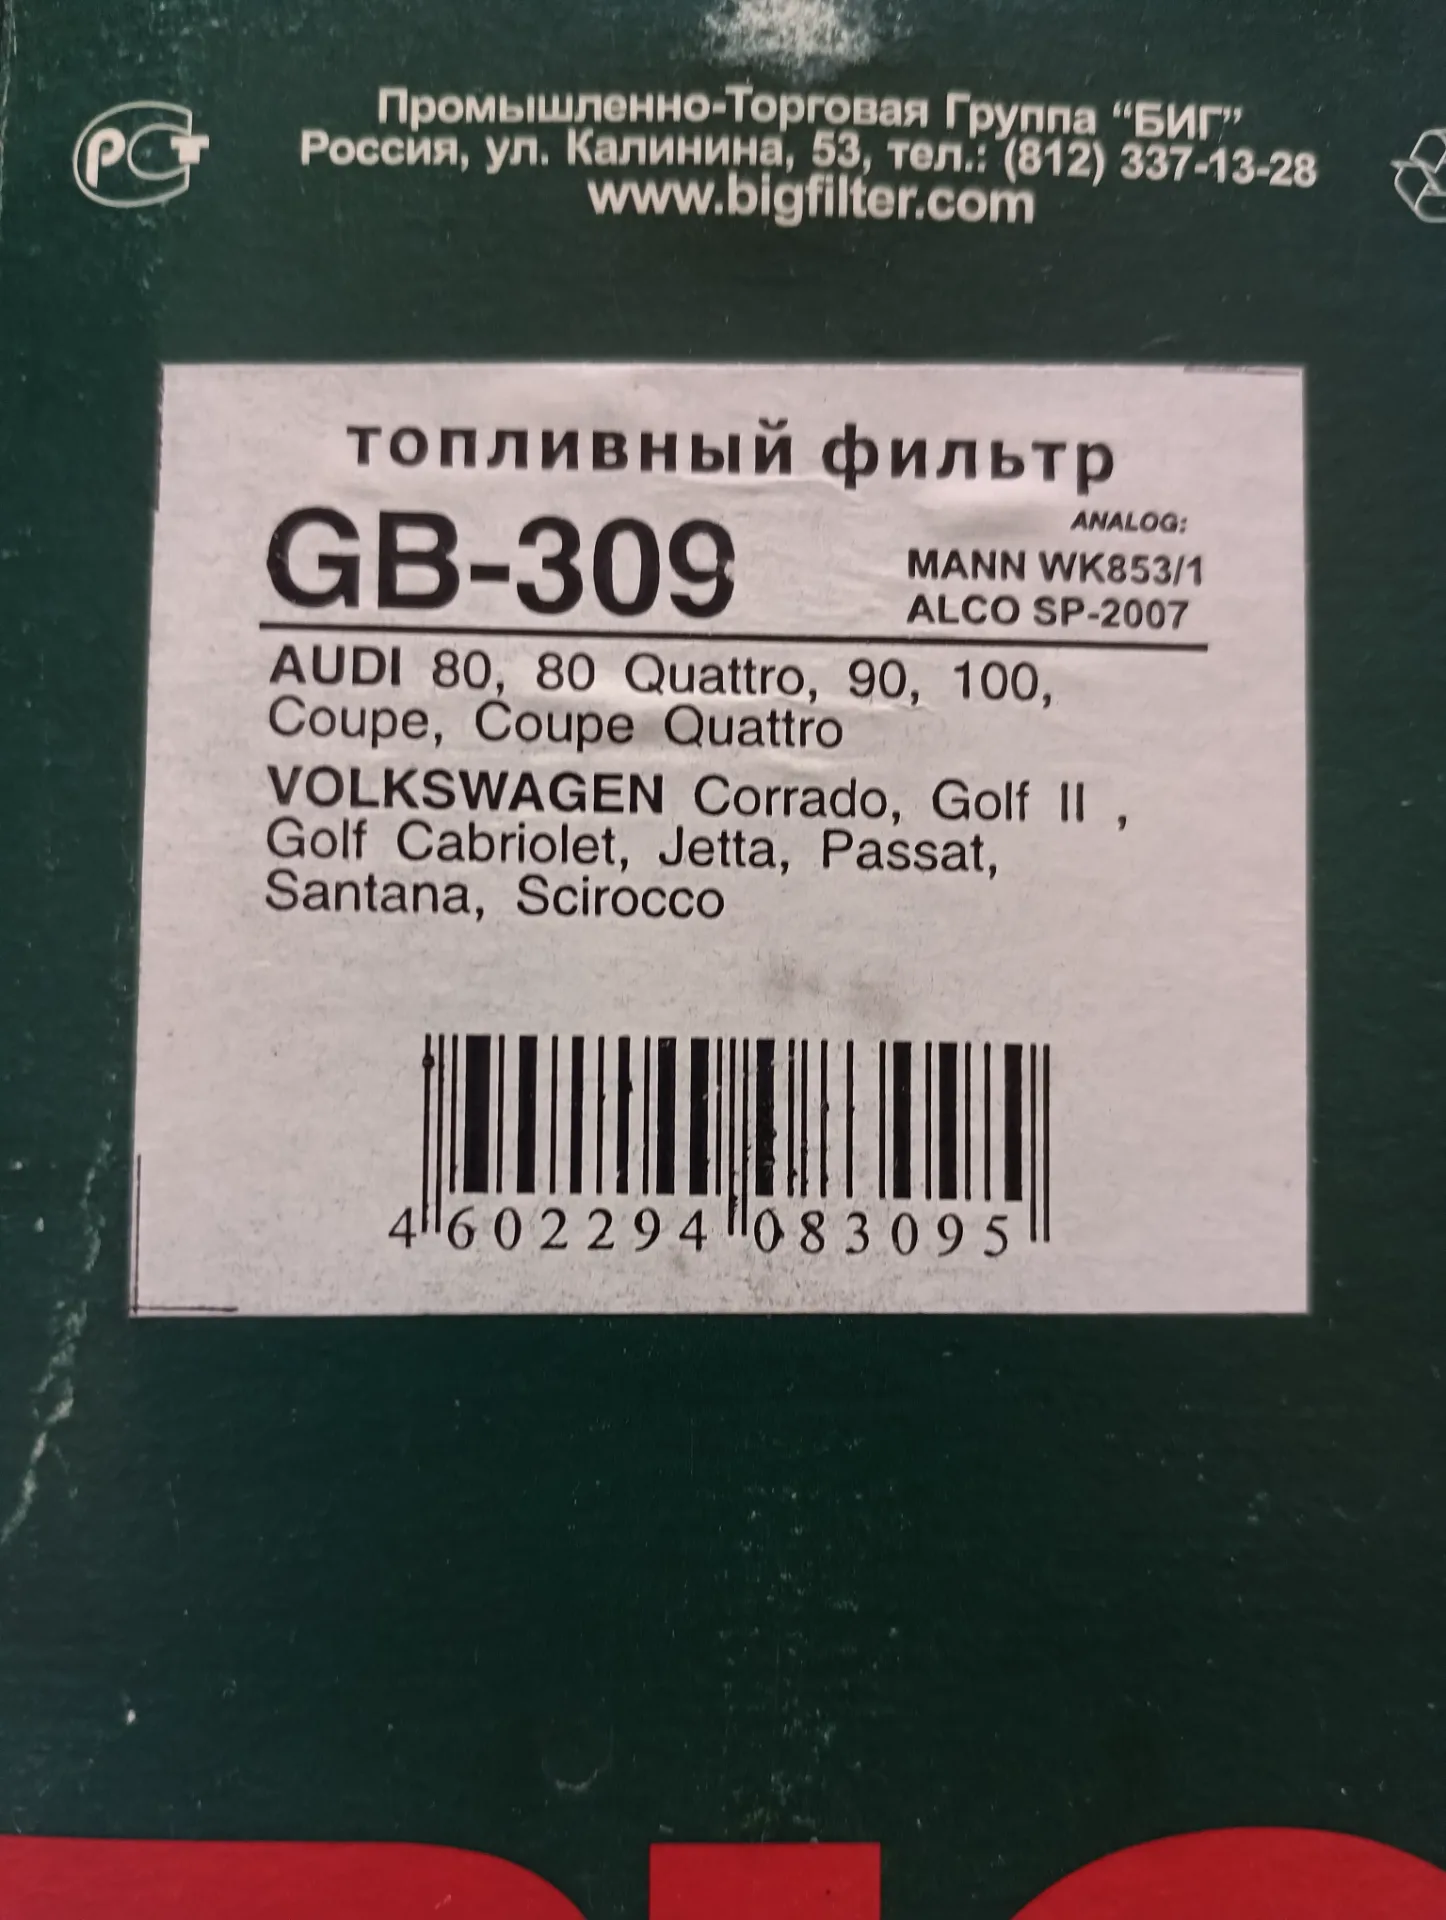 Промышленно-Торговая Группа "БИГ"
Россия, ул. Калинина, 53, тел.: (812) 337-13-28
www.bigfilter.com
РСТ
топливный фильтр
GB-309
ANALOG:
MANN WK853/1
ALCO SP-2007
AUDI 80, 80 Quattro, 90, 100,
Coupe, Coupe Quattro
VOLKSWAGEN Corrado, Golf II ,
Golf Cabriolet, Jetta, Passat,
Santana, Scirocco
4 602294 083095